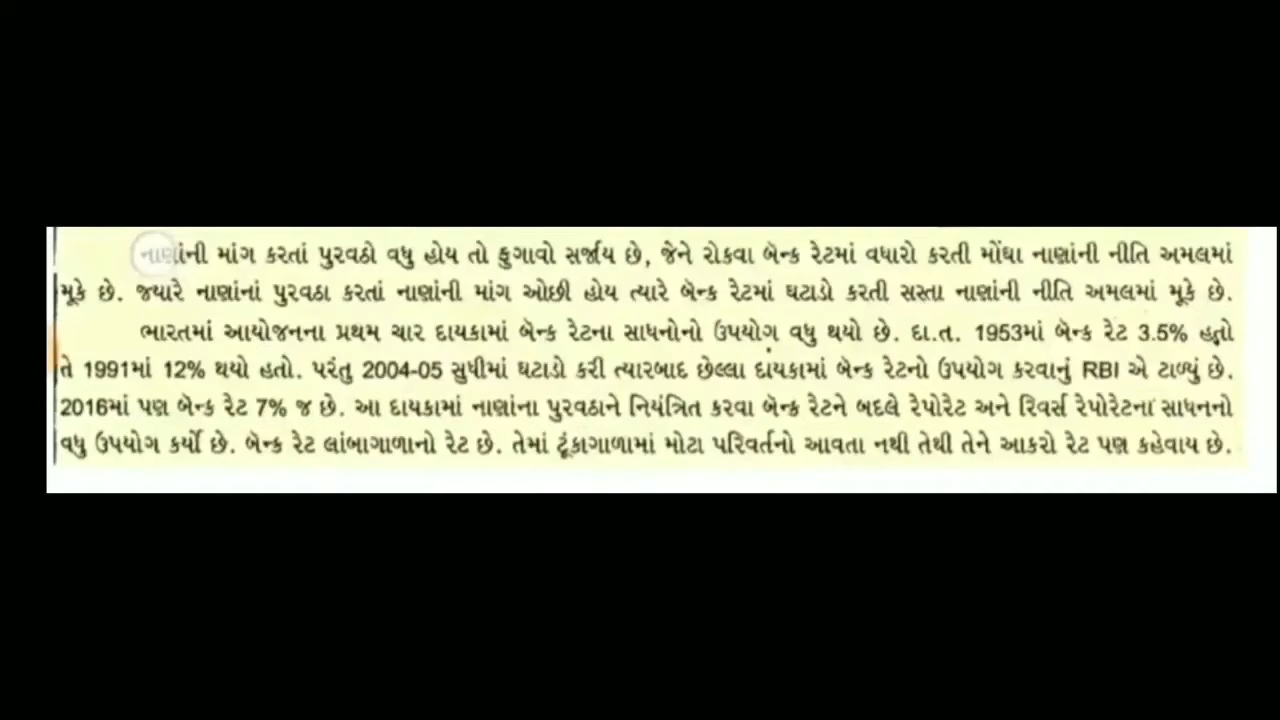 નાણાંની માંગ કરતાં પુરવઠો વધુ હોય તો ફુગાવો સર્જાય છે, જેને રોકવા બૅન્ક રેટમાં વધારો કરતી મોંઘા નાણાંની નીતિ અમલમાં
મૂકે છે. જ્યારે નાણાંનાં પુરવઠા કરતાં નાણાંની માંગ ઓછી હોય ત્યારે બૅન્ક રેટમાં ઘટાડો કરતી સસ્તા નાણાંની નીતિ અમલમાં મૂકે છે.
ભારતમાં આયોજનના પ્રથમ ચાર દાયકામાં બૅન્ક રેટના સાધનોનો ઉપયોગ વધુ થયો છે. દા.ત. 1953માં બૅન્ક રેટ 3.5% હતો
તે 1991માં 12% થયો હતો. પરંતુ 2004-05 સુધીમાં ઘટાડો કરી ત્યારબાદ છેલ્લા દાયકામાં બૅન્ક રેટનો ઉપયોગ કરવાનું RBI એ ટાળ્યું છે.
2016માં પણ બૅન્ક રેટ 7% જ છે. આ દાયકામાં નાણાંના પુરવઠાને નિયંત્રિત કરવા બૅન્ક રેટને બદલે રેપોરેટ અને રિવર્સ રેપોરેટના સાધનનો
વધુ ઉપયોગ કર્યો છે. બૅન્ક રેટ લાંબાગાળાનો રેટ છે. તેમાં ટૂંકાગાળામાં મોટા પરિવર્તનો આવતા નથી તેથી તેને આકરો રેટ પણ કહેવાય છે.